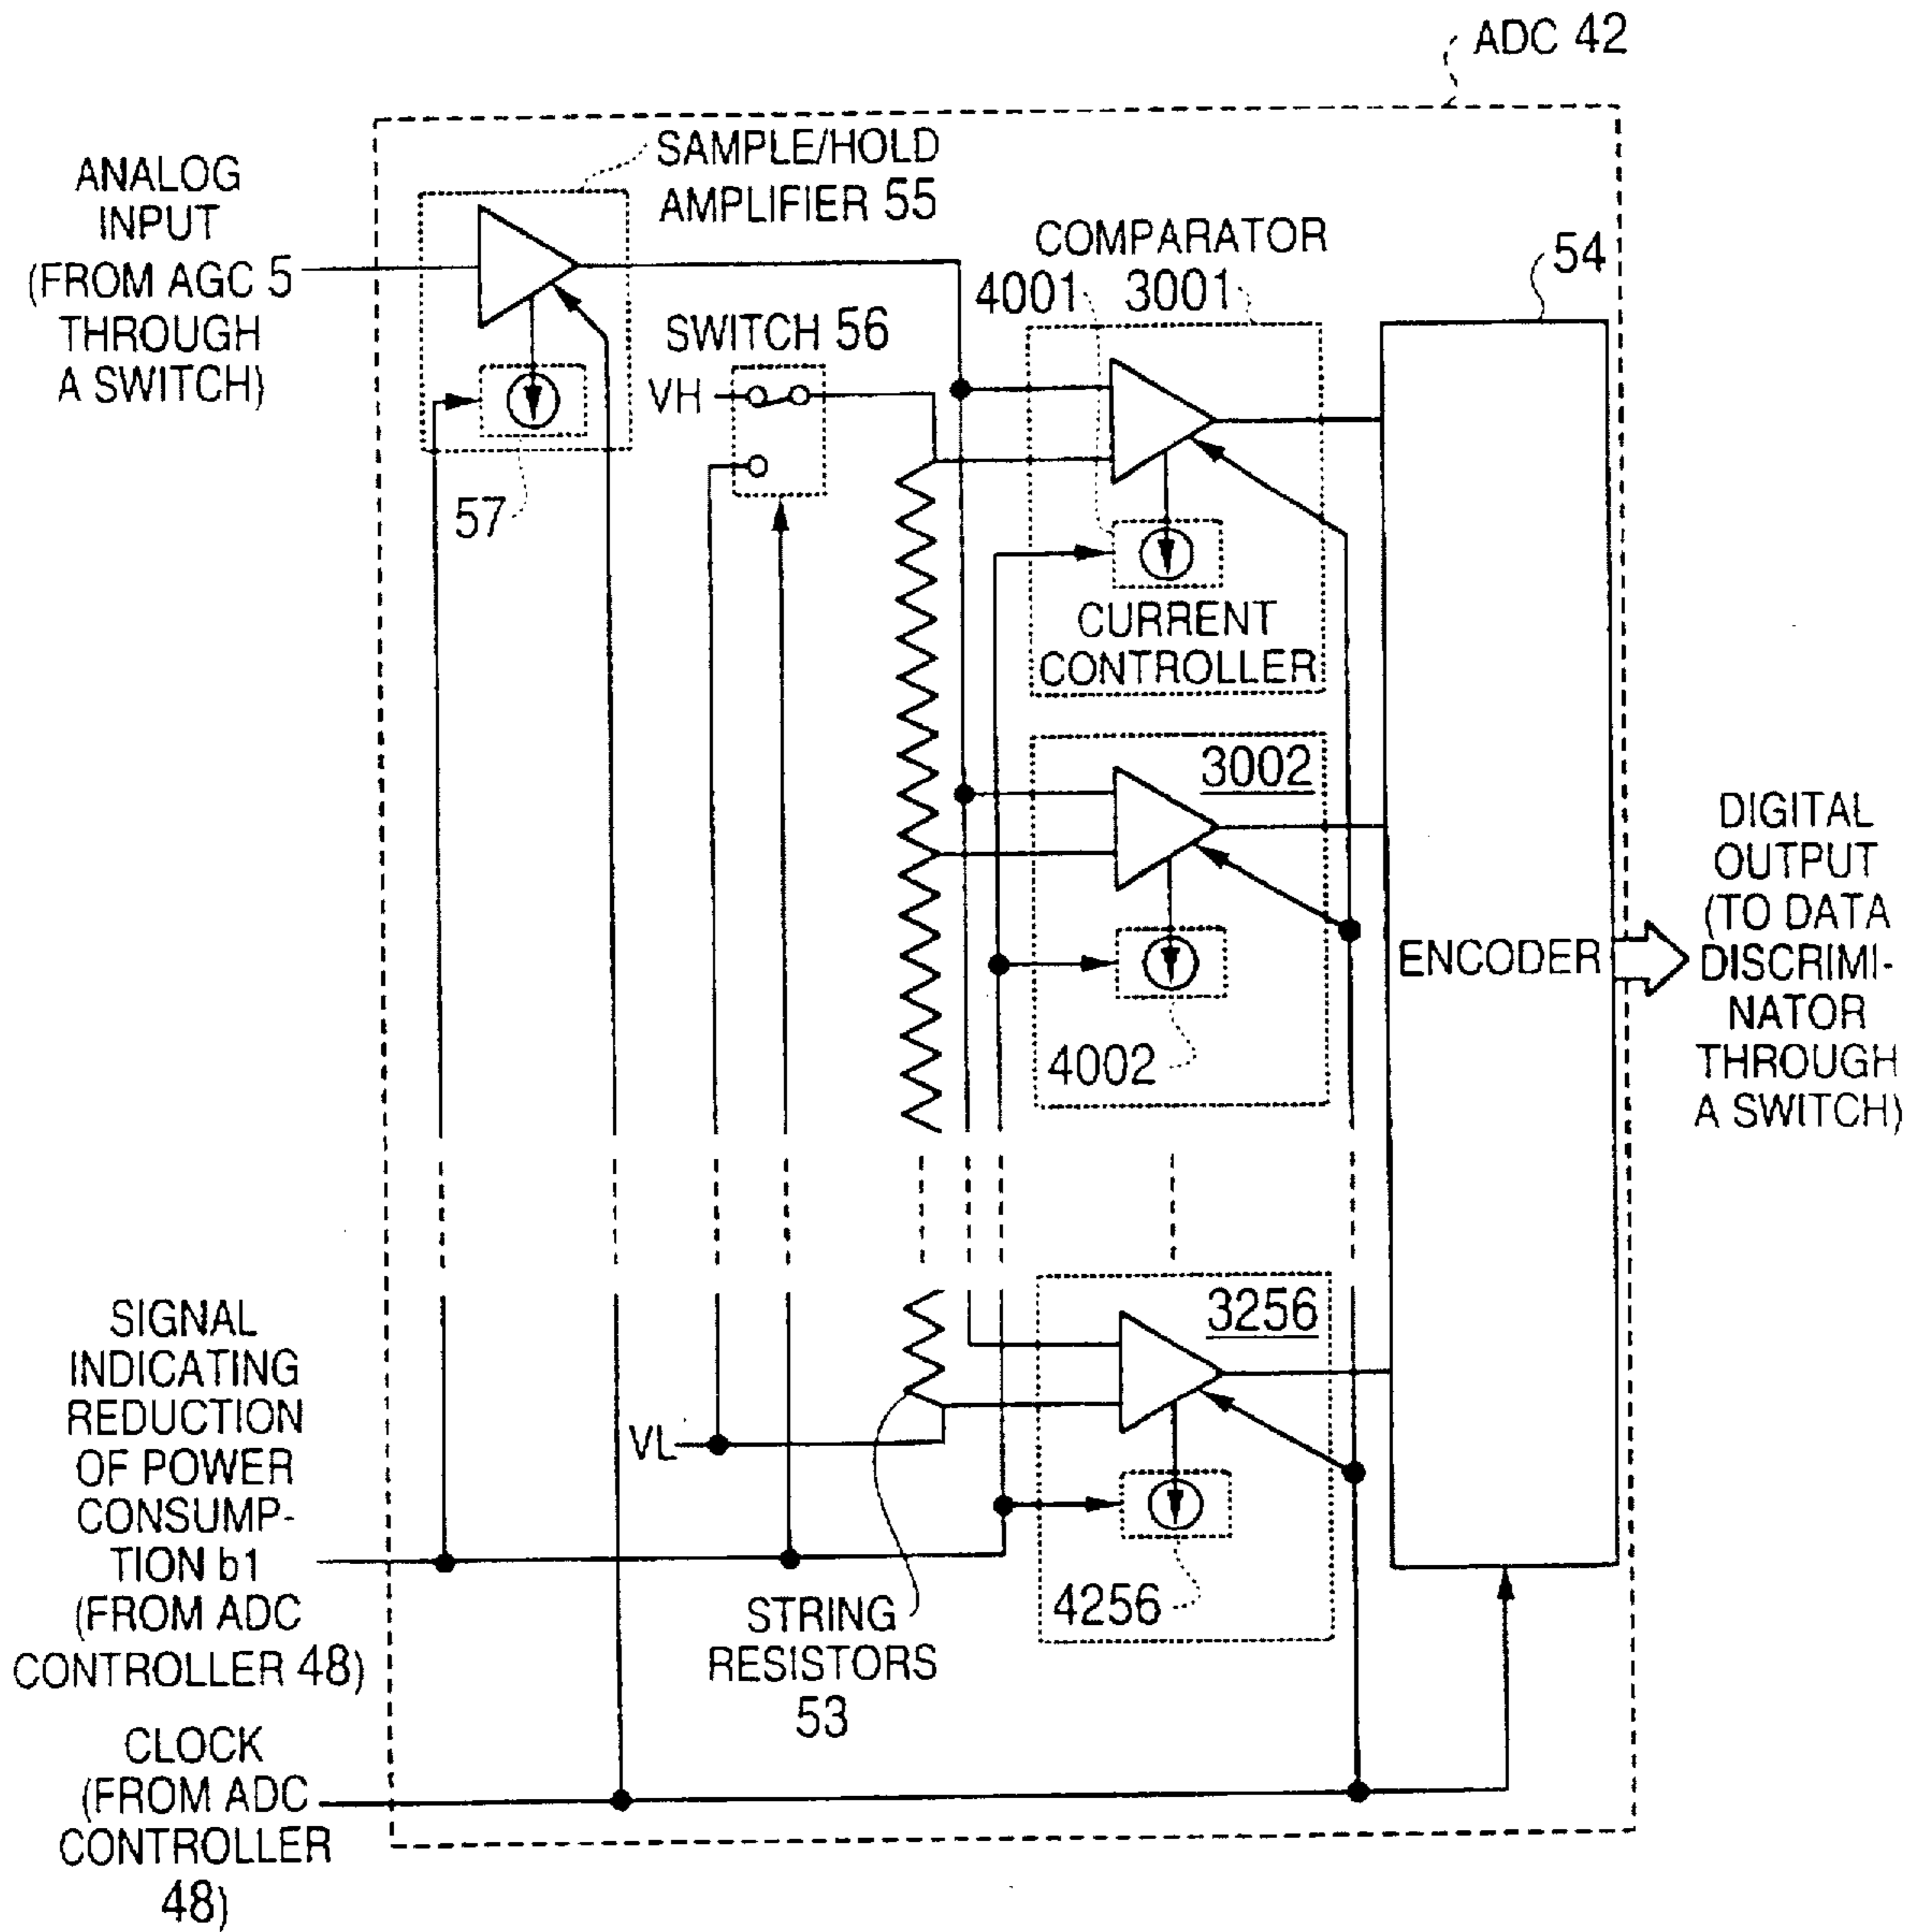 ADC 42
SAMPLE/HOLD
AMPLIFIER 55
ANALOG
INPUT
(FROM AGC 5
THROUGH
A SWITCH)
COMPARATOR
4001
3001
54
SWITCH 56
VH
57
CURRENT
CONTROLLER
3002
4002
ENCODER
DIGITAL
OUTPUT
(TO DATA
DISCRIMI-
NATOR
THROUGH
A SWITCH)
3256
4256
SIGNAL
INDICATING
REDUCTION
OF POWER
CONSUMP-
TION b1
(FROM ADC
CONTROLLER 48)
VL
STRING
RESISTORS
53
CLOCK
(FROM ADC
CONTROLLER
48)